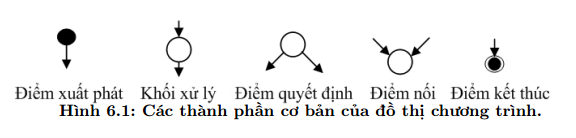 Điểm xuất phát Khối xử lý Điểm quyết định Điểm nối Điểm kết thúc
Hình 6.1: Các thành phần cơ bản của đồ thị chương trình.